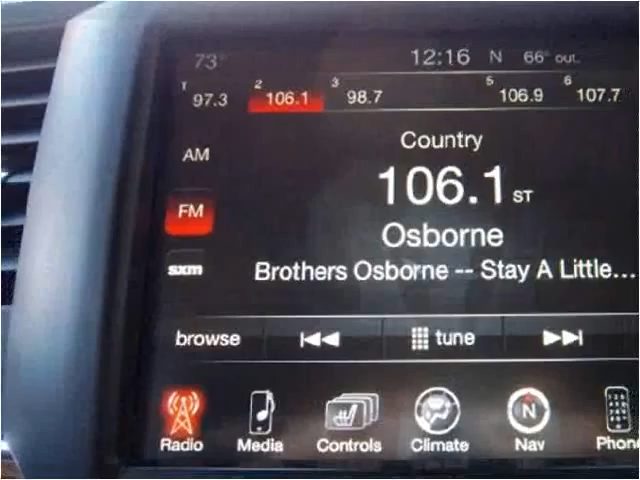 73° 12:16 N 66° out.
1 2 3 5 6
97.3 106.1 98.7 106.9 107.7
Country
AM
106.1 ST
FM
Osborne
sxm
Brothers Osborne -- Stay A Little...
browse tune
N
Radio Media Controls Climate Nav Phon